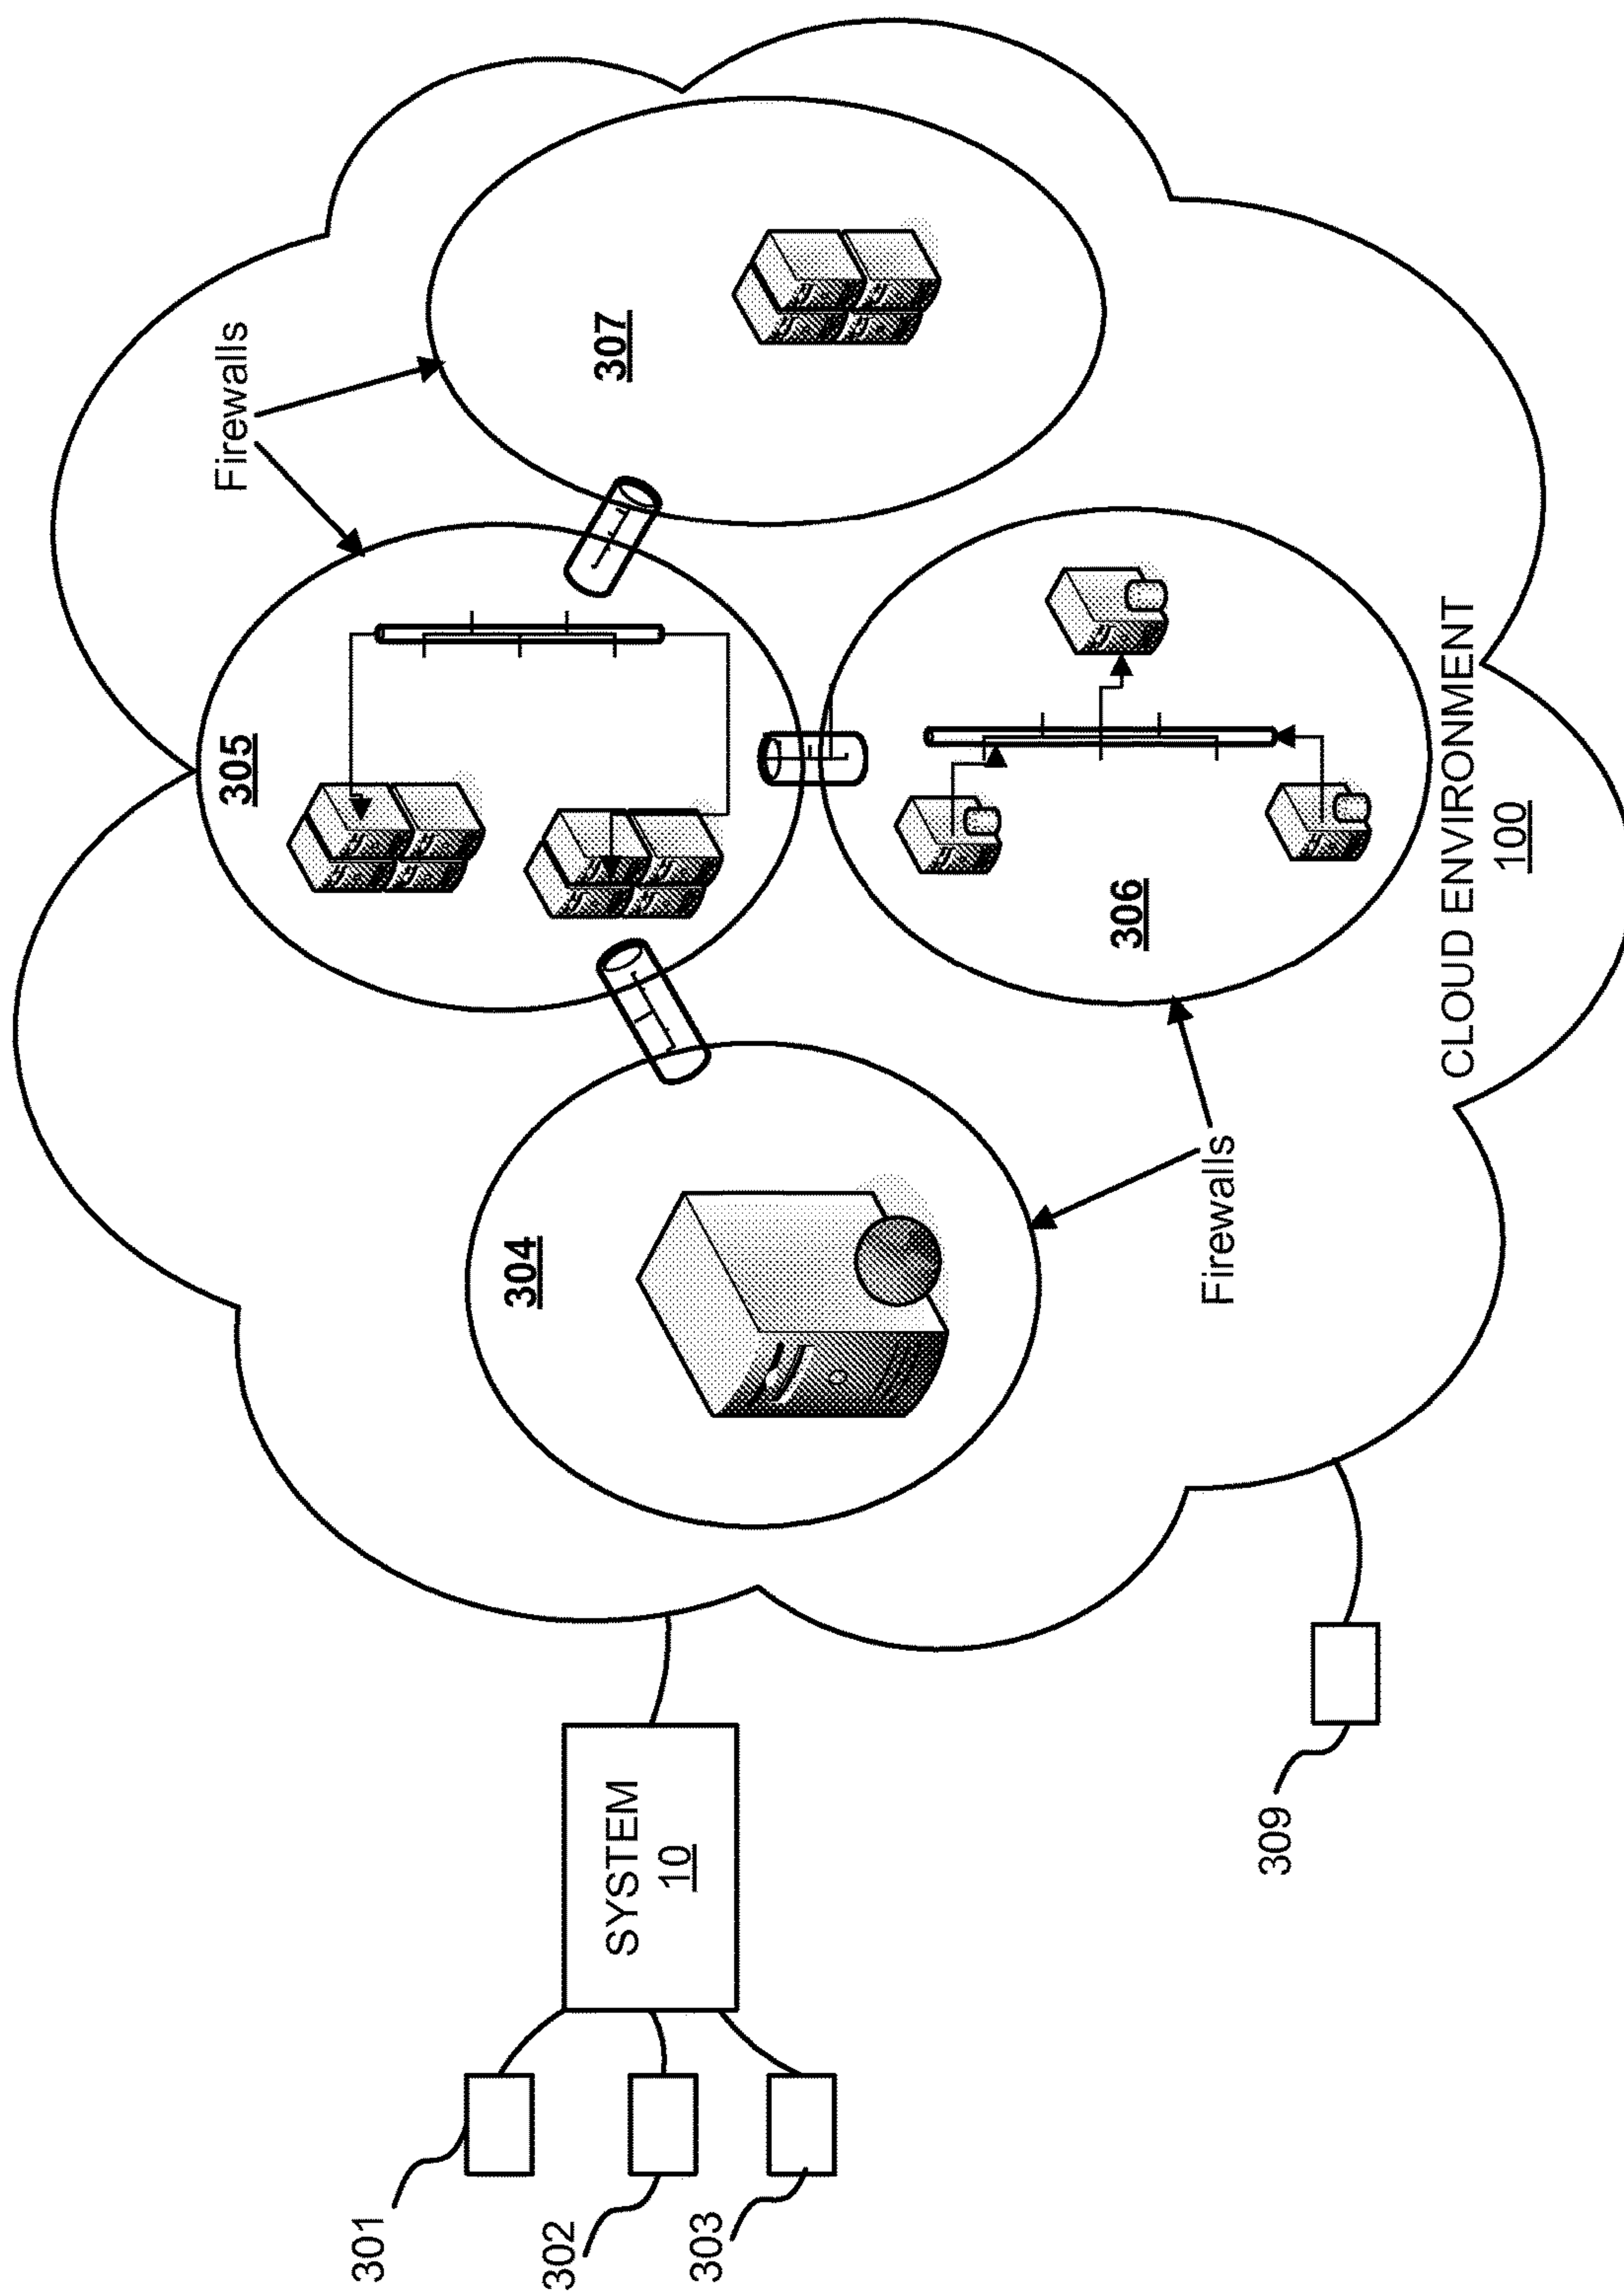 Firewalls
305
307
304
306
Firewalls
CLOUD ENVIRONMENT
100
SYSTEM
10
301
302
303
309